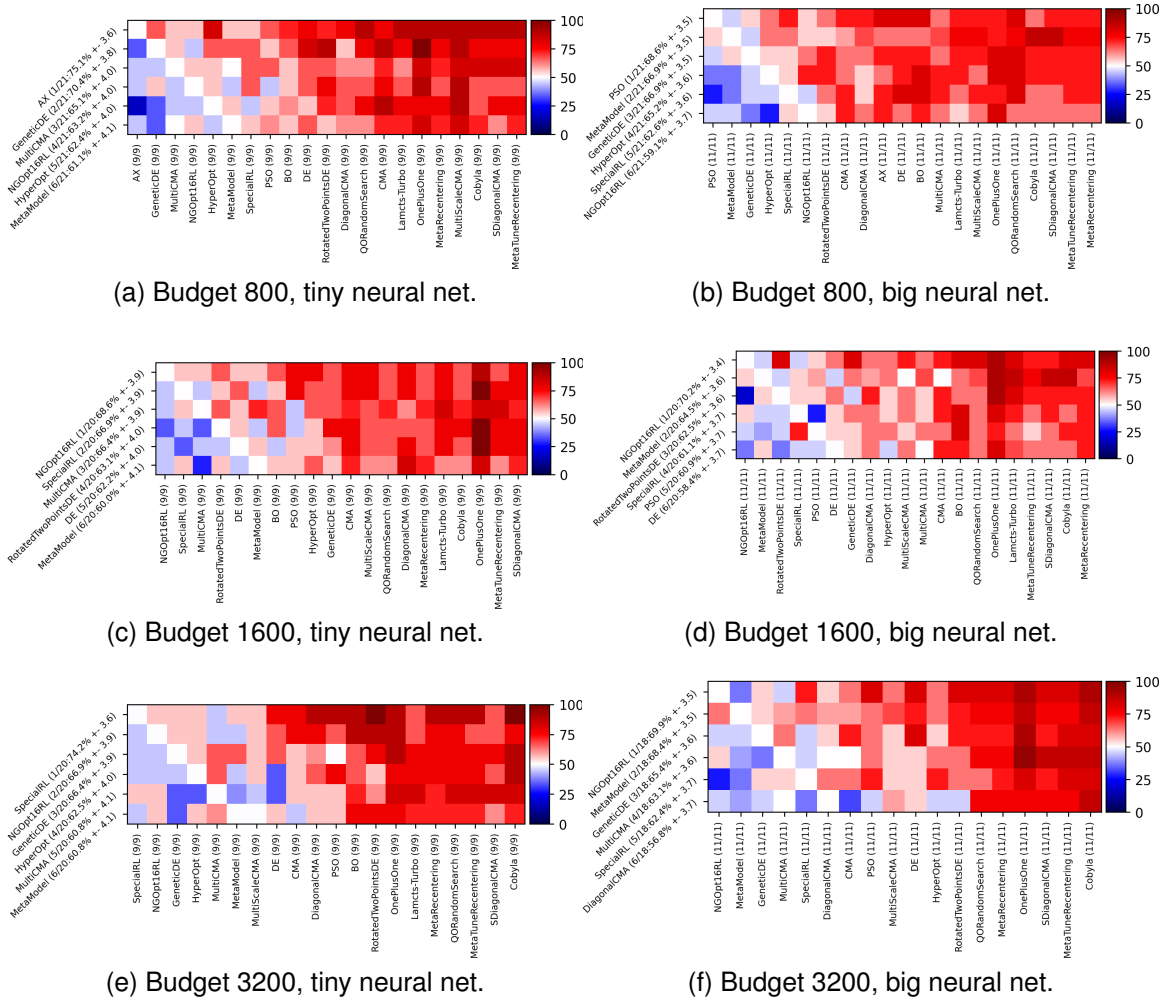 AX (1/21:75.1% +- 3.6)
GeneticDE (2/21:70.4% +- 3.8)
MultiCMA (3/21:65.1% +- 4.0)
NGOpt16RL (4/21:63.2% +- 4.0)
HyperOpt (5/21:62.4% +- 4.0)
MetaModel (6/21:61.1% +- 4.1)
100
75
50
25
0
AX (9/9)
GeneticDE (9/9)
MultiCMA (9/9)
NGOpt16RL (9/9)
HyperOpt (9/9)
MetaModel (9/9)
SpecialRL (9/9)
PSO (9/9)
BO (9/9)
DE (9/9)
RotatedTwoPointsDE (9/9)
DiagonalCMA (9/9)
QORandomSearch (9/9)
CMA (9/9)
Lamcts-Turbo (9/9)
OnePlusOne (9/9)
MetaRecentering (9/9)
MultiScaleCMA (9/9)
Cobyla (9/9)
SDiagonalCMA (9/9)
MetaTuneRecentering (9/9)
(a) Budget 800, tiny neural net.
PSO (1/21:68.6% +- 3.5)
MetaModel (2/21:66.9% +- 3.5)
GeneticDE (3/21:66.9% +- 3.5)
HyperOpt (4/21:65.2% +- 3.6)
SpecialRL (5/21:62.6% +- 3.6)
NGOpt16RL (6/21:59.1% +- 3.7)
100
75
50
25
0
PSO (11/11)
MetaModel (11/11)
GeneticDE (11/11)
HyperOpt (11/11)
SpecialRL (11/11)
NGOpt16RL (11/11)
RotatedTwoPointsDE (11/11)
CMA (11/11)
DiagonalCMA (11/11)
AX (11/11)
DE (11/11)
BO (11/11)
MultiCMA (11/11)
Lamcts-Turbo (11/11)
MultiScaleCMA (11/11)
OnePlusOne (11/11)
QORandomSearch (11/11)
Cobyla (11/11)
SDiagonalCMA (11/11)
MetaTuneRecentering (11/11)
MetaRecentering (11/11)
(b) Budget 800, big neural net.
NGOpt16RL (1/20:68.6% +- 3.9)
SpecialRL (2/20:66.9% +- 3.9)
MultiCMA (3/20:66.4% +- 3.9)
RotatedTwoPointsDE (4/20:63.1% +- 4.0)
DE (5/20:62.2% +- 4.0)
MetaModel (6/20:60.0% +- 4.1)
100
75
50
25
0
NGOpt16RL (9/9)
SpecialRL (9/9)
MultiCMA (9/9)
RotatedTwoPointsDE (9/9)
DE (9/9)
MetaModel (9/9)
BO (9/9)
PSO (9/9)
HyperOpt (9/9)
GeneticDE (9/9)
CMA (9/9)
MultiScaleCMA (9/9)
QORandomSearch (9/9)
DiagonalCMA (9/9)
MetaRecentering (9/9)
Lamcts-Turbo (9/9)
Cobyla (9/9)
OnePlusOne (9/9)
MetaTuneRecentering (9/9)
SDiagonalCMA (9/9)
(c) Budget 1600, tiny neural net.
NGOpt16RL (1/20:70.2% +- 3.4)
MetaModel (2/20:64.5% +- 3.6)
RotatedTwoPointsDE (3/20:62.5% +- 3.6)
SpecialRL (4/20:61.1% +- 3.7)
PSO (5/20:60.9% +- 3.7)
DE (6/20:58.4% +- 3.7)
100
75
50
25
0
NGOpt16RL (11/11)
MetaModel (11/11)
RotatedTwoPointsDE (11/11)
SpecialRL (11/11)
PSO (11/11)
DE (11/11)
GeneticDE (11/11)
DiagonalCMA (11/11)
HyperOpt (11/11)
MultiScaleCMA (11/11)
MultiCMA (11/11)
CMA (11/11)
BO (11/11)
QORandomSearch (11/11)
OnePlusOne (11/11)
Lamcts-Turbo (11/11)
MetaTuneRecentering (11/11)
SDiagonalCMA (11/11)
Cobyla (11/11)
MetaRecentering (11/11)
(d) Budget 1600, big neural net.
SpecialRL (1/20:74.2% +- 3.6)
NGOpt16RL (2/20:66.9% +- 3.9)
GeneticDE (3/20:66.4% +- 3.9)
HyperOpt (4/20:62.5% +- 4.0)
MultiCMA (5/20:60.8% +- 4.1)
MetaModel (6/20:60.8% +- 4.1)
100
75
50
25
0
SpecialRL (9/9)
NGOpt16RL (9/9)
GeneticDE (9/9)
HyperOpt (9/9)
MultiCMA (9/9)
MetaModel (9/9)
MultiScaleCMA (9/9)
DE (9/9)
CMA (9/9)
DiagonalCMA (9/9)
PSO (9/9)
BO (9/9)
RotatedTwoPointsDE (9/9)
OnePlusOne (9/9)
Lamcts-Turbo (9/9)
MetaRecentering (9/9)
QORandomSearch (9/9)
MetaTuneRecentering (9/9)
SDiagonalCMA (9/9)
Cobyla (9/9)
(e) Budget 3200, tiny neural net.
NGOpt16RL (1/18:69.9% +- 3.5)
MetaModel (2/18:68.4% +- 3.5)
GeneticDE (3/18:65.4% +- 3.6)
MultiCMA (4/18:63.1% +- 3.6)
SpecialRL (5/18:62.4% +- 3.7)
DiagonalCMA (6/18:56.8% +- 3.7)
100
75
50
25
0
NGOpt16RL (11/11)
MetaModel (11/11)
GeneticDE (11/11)
MultiCMA (11/11)
SpecialRL (11/11)
DiagonalCMA (11/11)
CMA (11/11)
PSO (11/11)
MultiScaleCMA (11/11)
DE (11/11)
HyperOpt (11/11)
RotatedTwoPointsDE (11/11)
QORandomSearch (11/11)
MetaRecentering (11/11)
OnePlusOne (11/11)
SDiagonalCMA (11/11)
MetaTuneRecentering (11/11)
Cobyla (11/11)
(f) Budget 3200, big neural net.